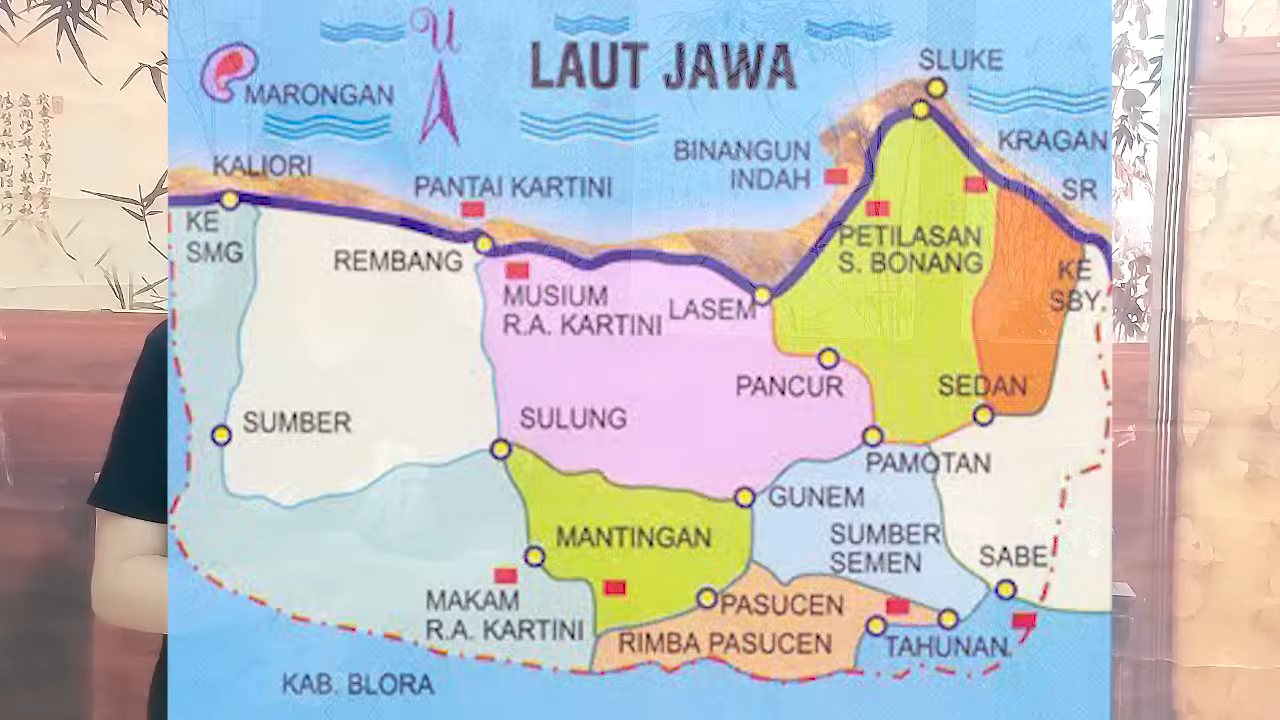 U
LAUT JAWA
SLUKE
MARONGAN
KRAGAN
BINANGUN
INDAH
KALIORI
PANTAI KARTINI
SR
KE
SMG
REMBANG
PETILASAN
S. BONANG
KE
SBY.
MUSIUM
R.A. KARTINI
LASEM
PANCUR
SEDAN
SUMBER
SULUNG
PAMOTAN
GUNEM
MANTINGAN
SUMBER
SEMEN
SABE
MAKAM
R.A. KARTINI
PASUCEN
RIMBA PASUCEN
TAHUNAN
KAB. BLORA